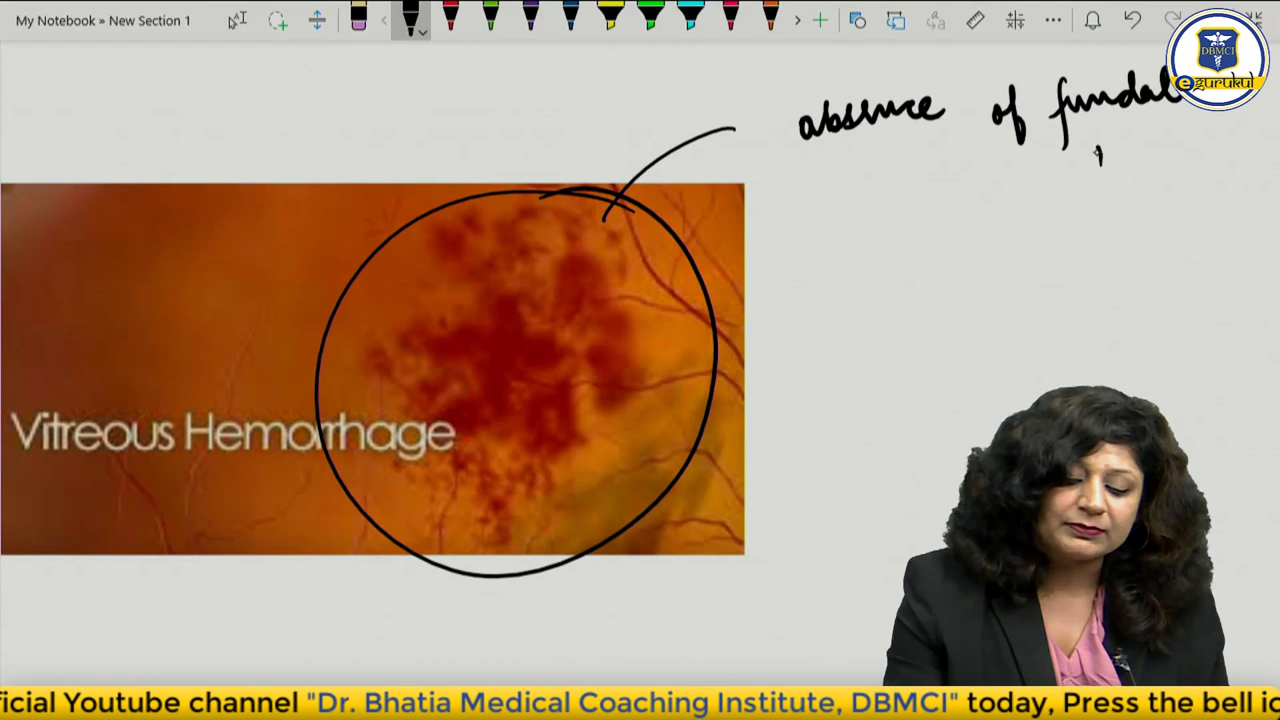 My Notebook » New Section 1
DBMCI
egurukul
absence of fundal
Vitreous Hemorrhage
ficial Youtube channel "Dr. Bhatia Medical Coaching Institute, DBMCI" today, Press the bell ic